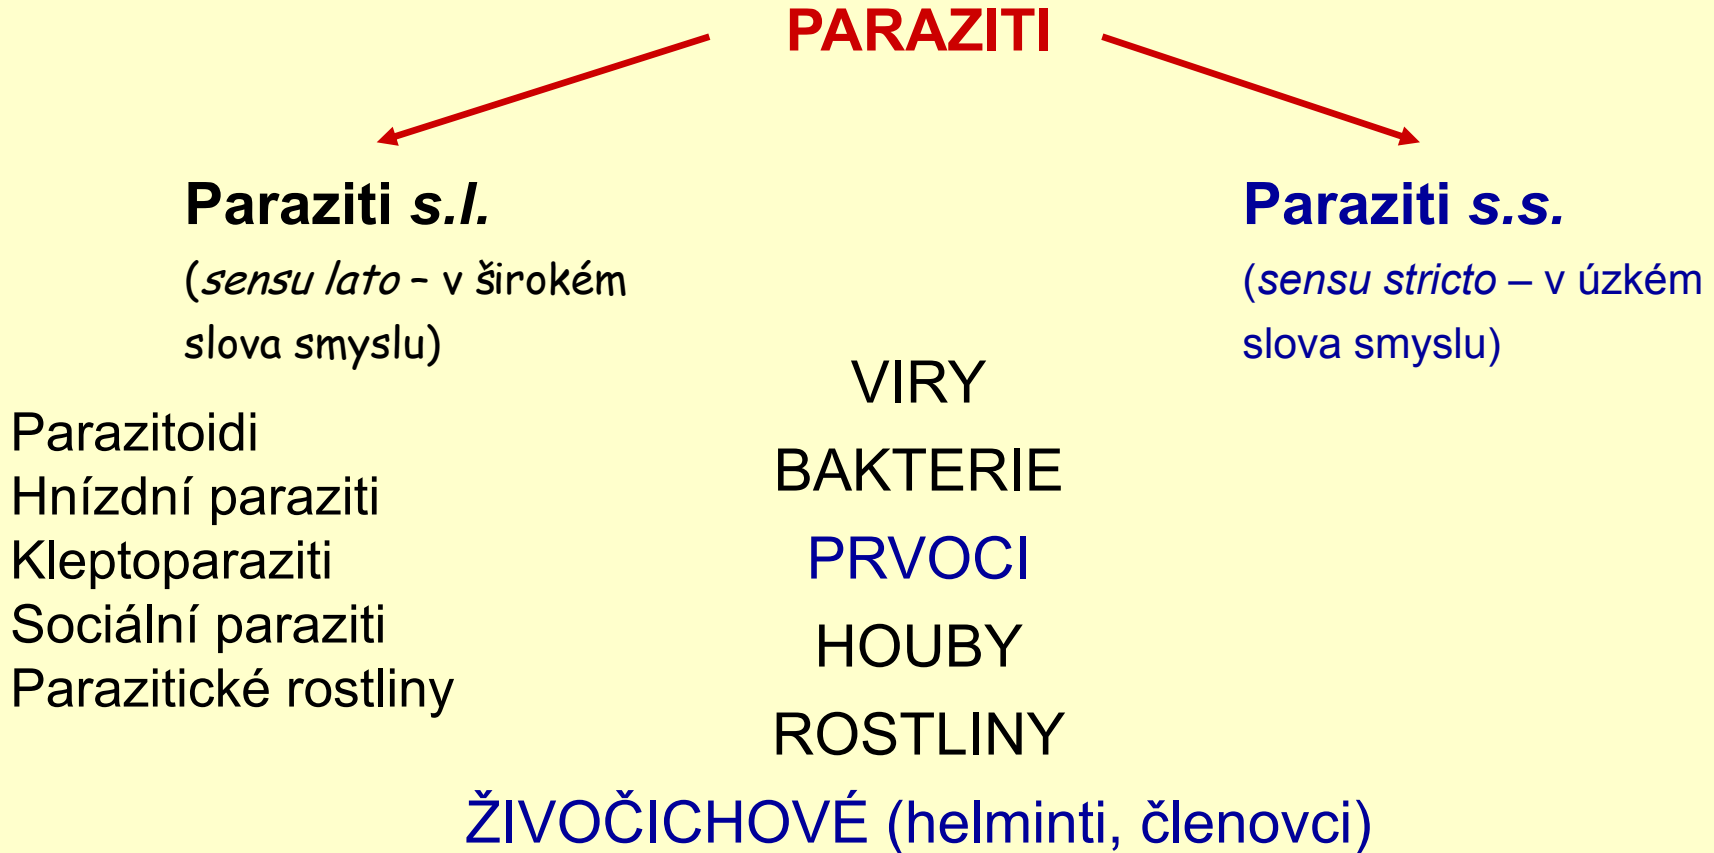 PARAZITI
Paraziti s.l.
(sensu lato – v širokém
slova smyslu)
Parazitoidi
Hnízdní paraziti
Kleptoparaziti
Sociální paraziti
Parazitické rostliny
VIRY
BAKTERIE
PRVOCI
HOUBY
ROSTLINY
ŽIVOČICHOVÉ (helminti, členovci)
Paraziti s.s.
(sensu stricto – v úzkém
slova smyslu)